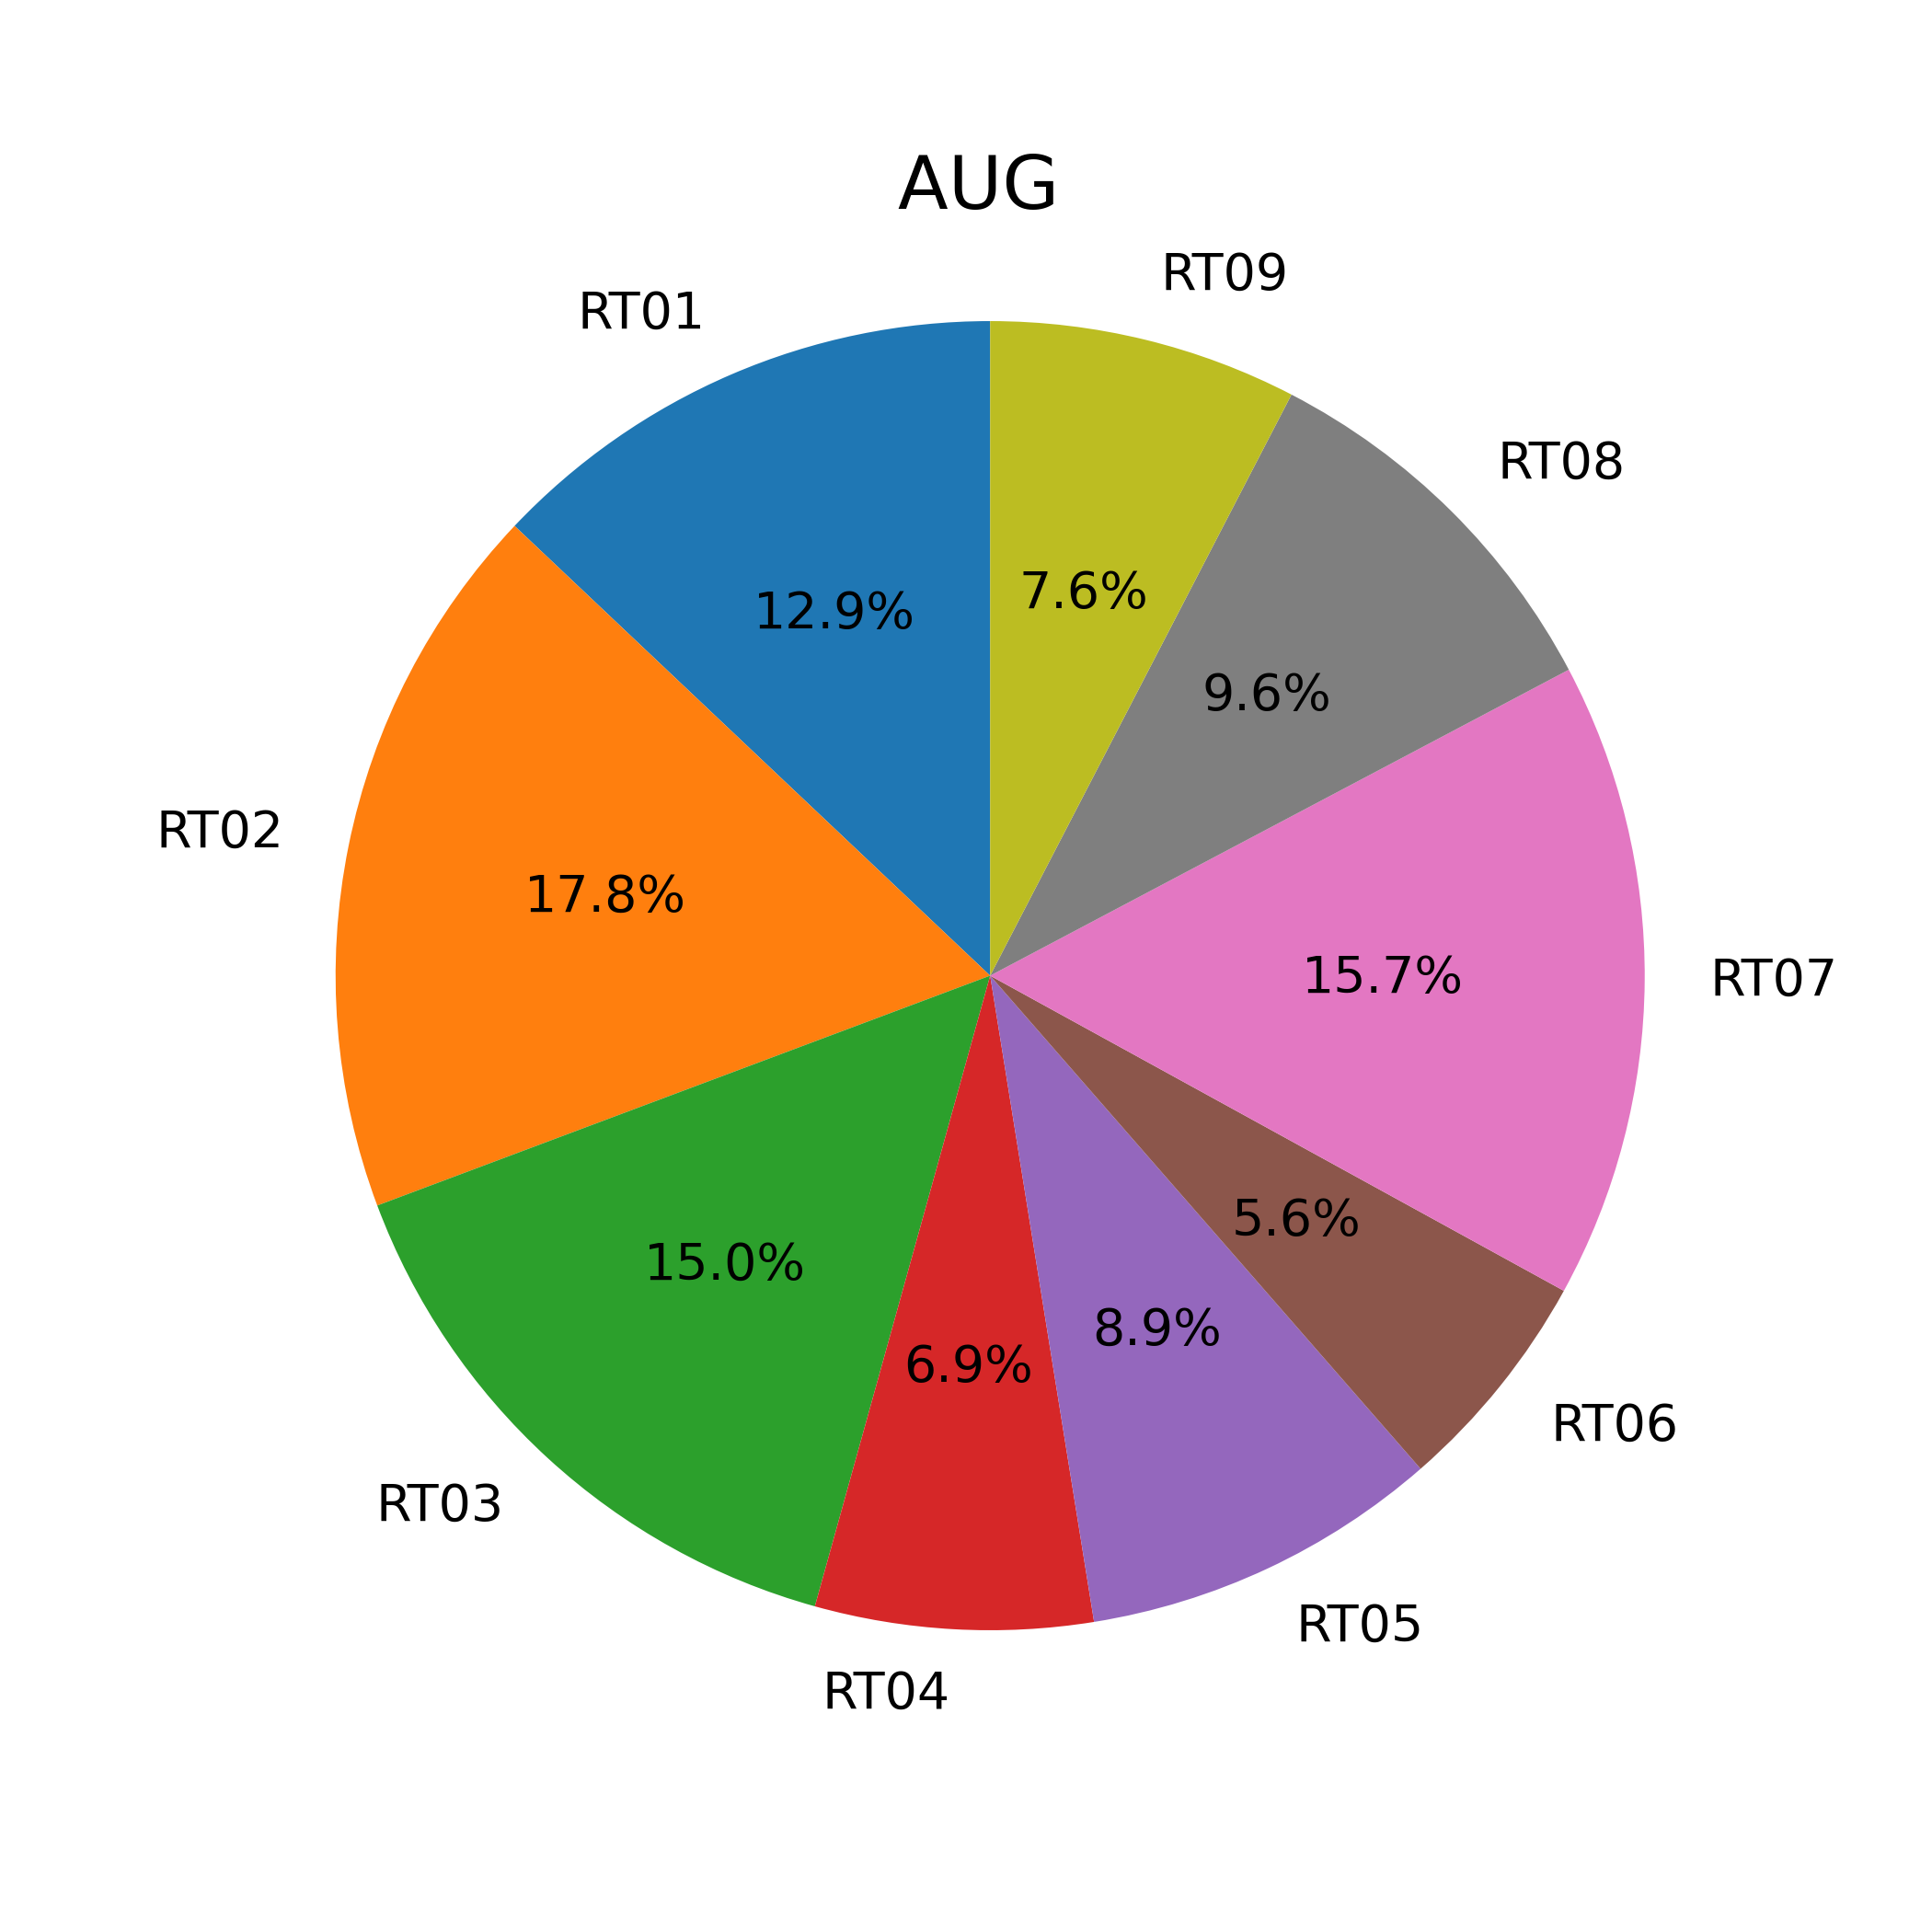 AUG
RT09
RT01
RT08
7.6%
12.9%
9.6%
RT02
17.8%
15.7%
RT07
5.6%
15.0%
8.9%
6.9%
RT06
RT03
RT05
RT04